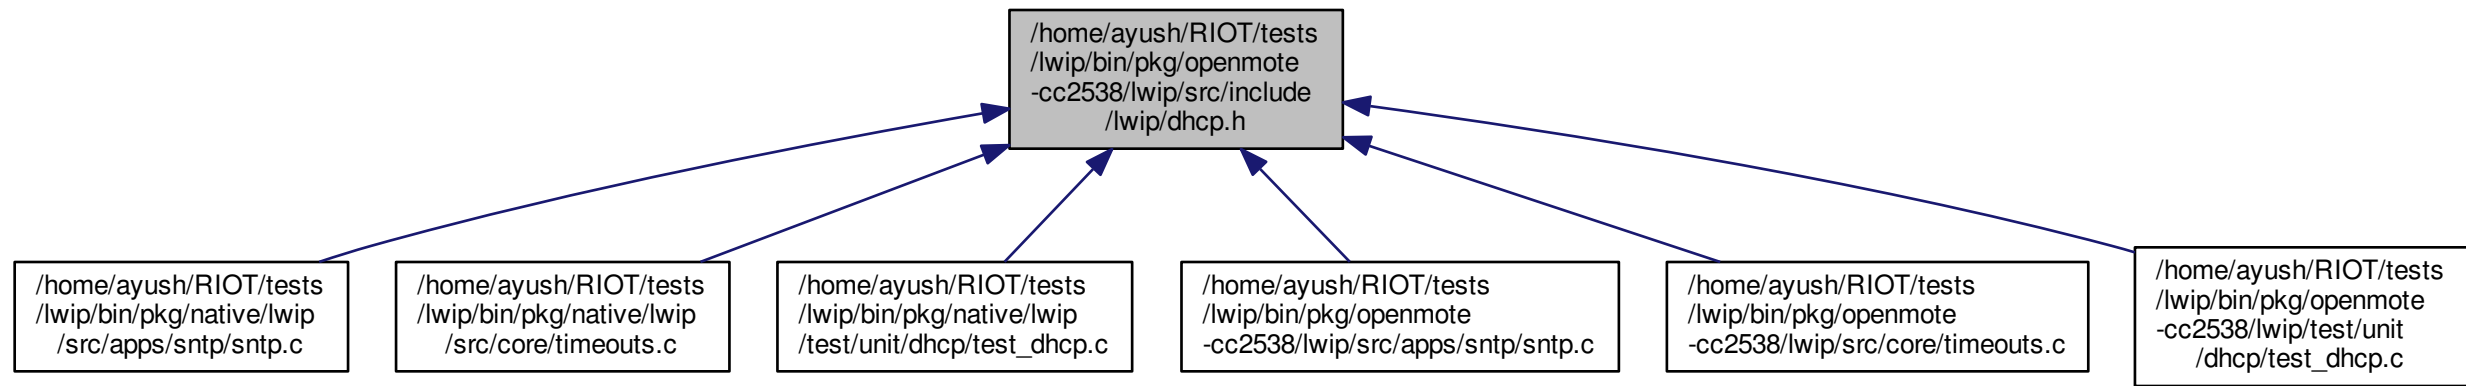 /home/ayush/RIOT/tests
/lwip/bin/pkg/openmote
-cc2538/lwip/src/include
/lwip/dhcp.h
/home/ayush/RIOT/tests
/lwip/bin/pkg/native/lwip
/src/apps/sntp/sntp.c
/home/ayush/RIOT/tests
/lwip/bin/pkg/native/lwip
/src/core/timeouts.c
/home/ayush/RIOT/tests
/lwip/bin/pkg/native/lwip
/test/unit/dhcp/test_dhcp.c
/home/ayush/RIOT/tests
/lwip/bin/pkg/openmote
-cc2538/lwip/src/apps/sntp/sntp.c
/home/ayush/RIOT/tests
/lwip/bin/pkg/openmote
-cc2538/lwip/src/core/timeouts.c
/home/ayush/RIOT/tests
/lwip/bin/pkg/openmote
-cc2538/lwip/test/unit
/dhcp/test_dhcp.c